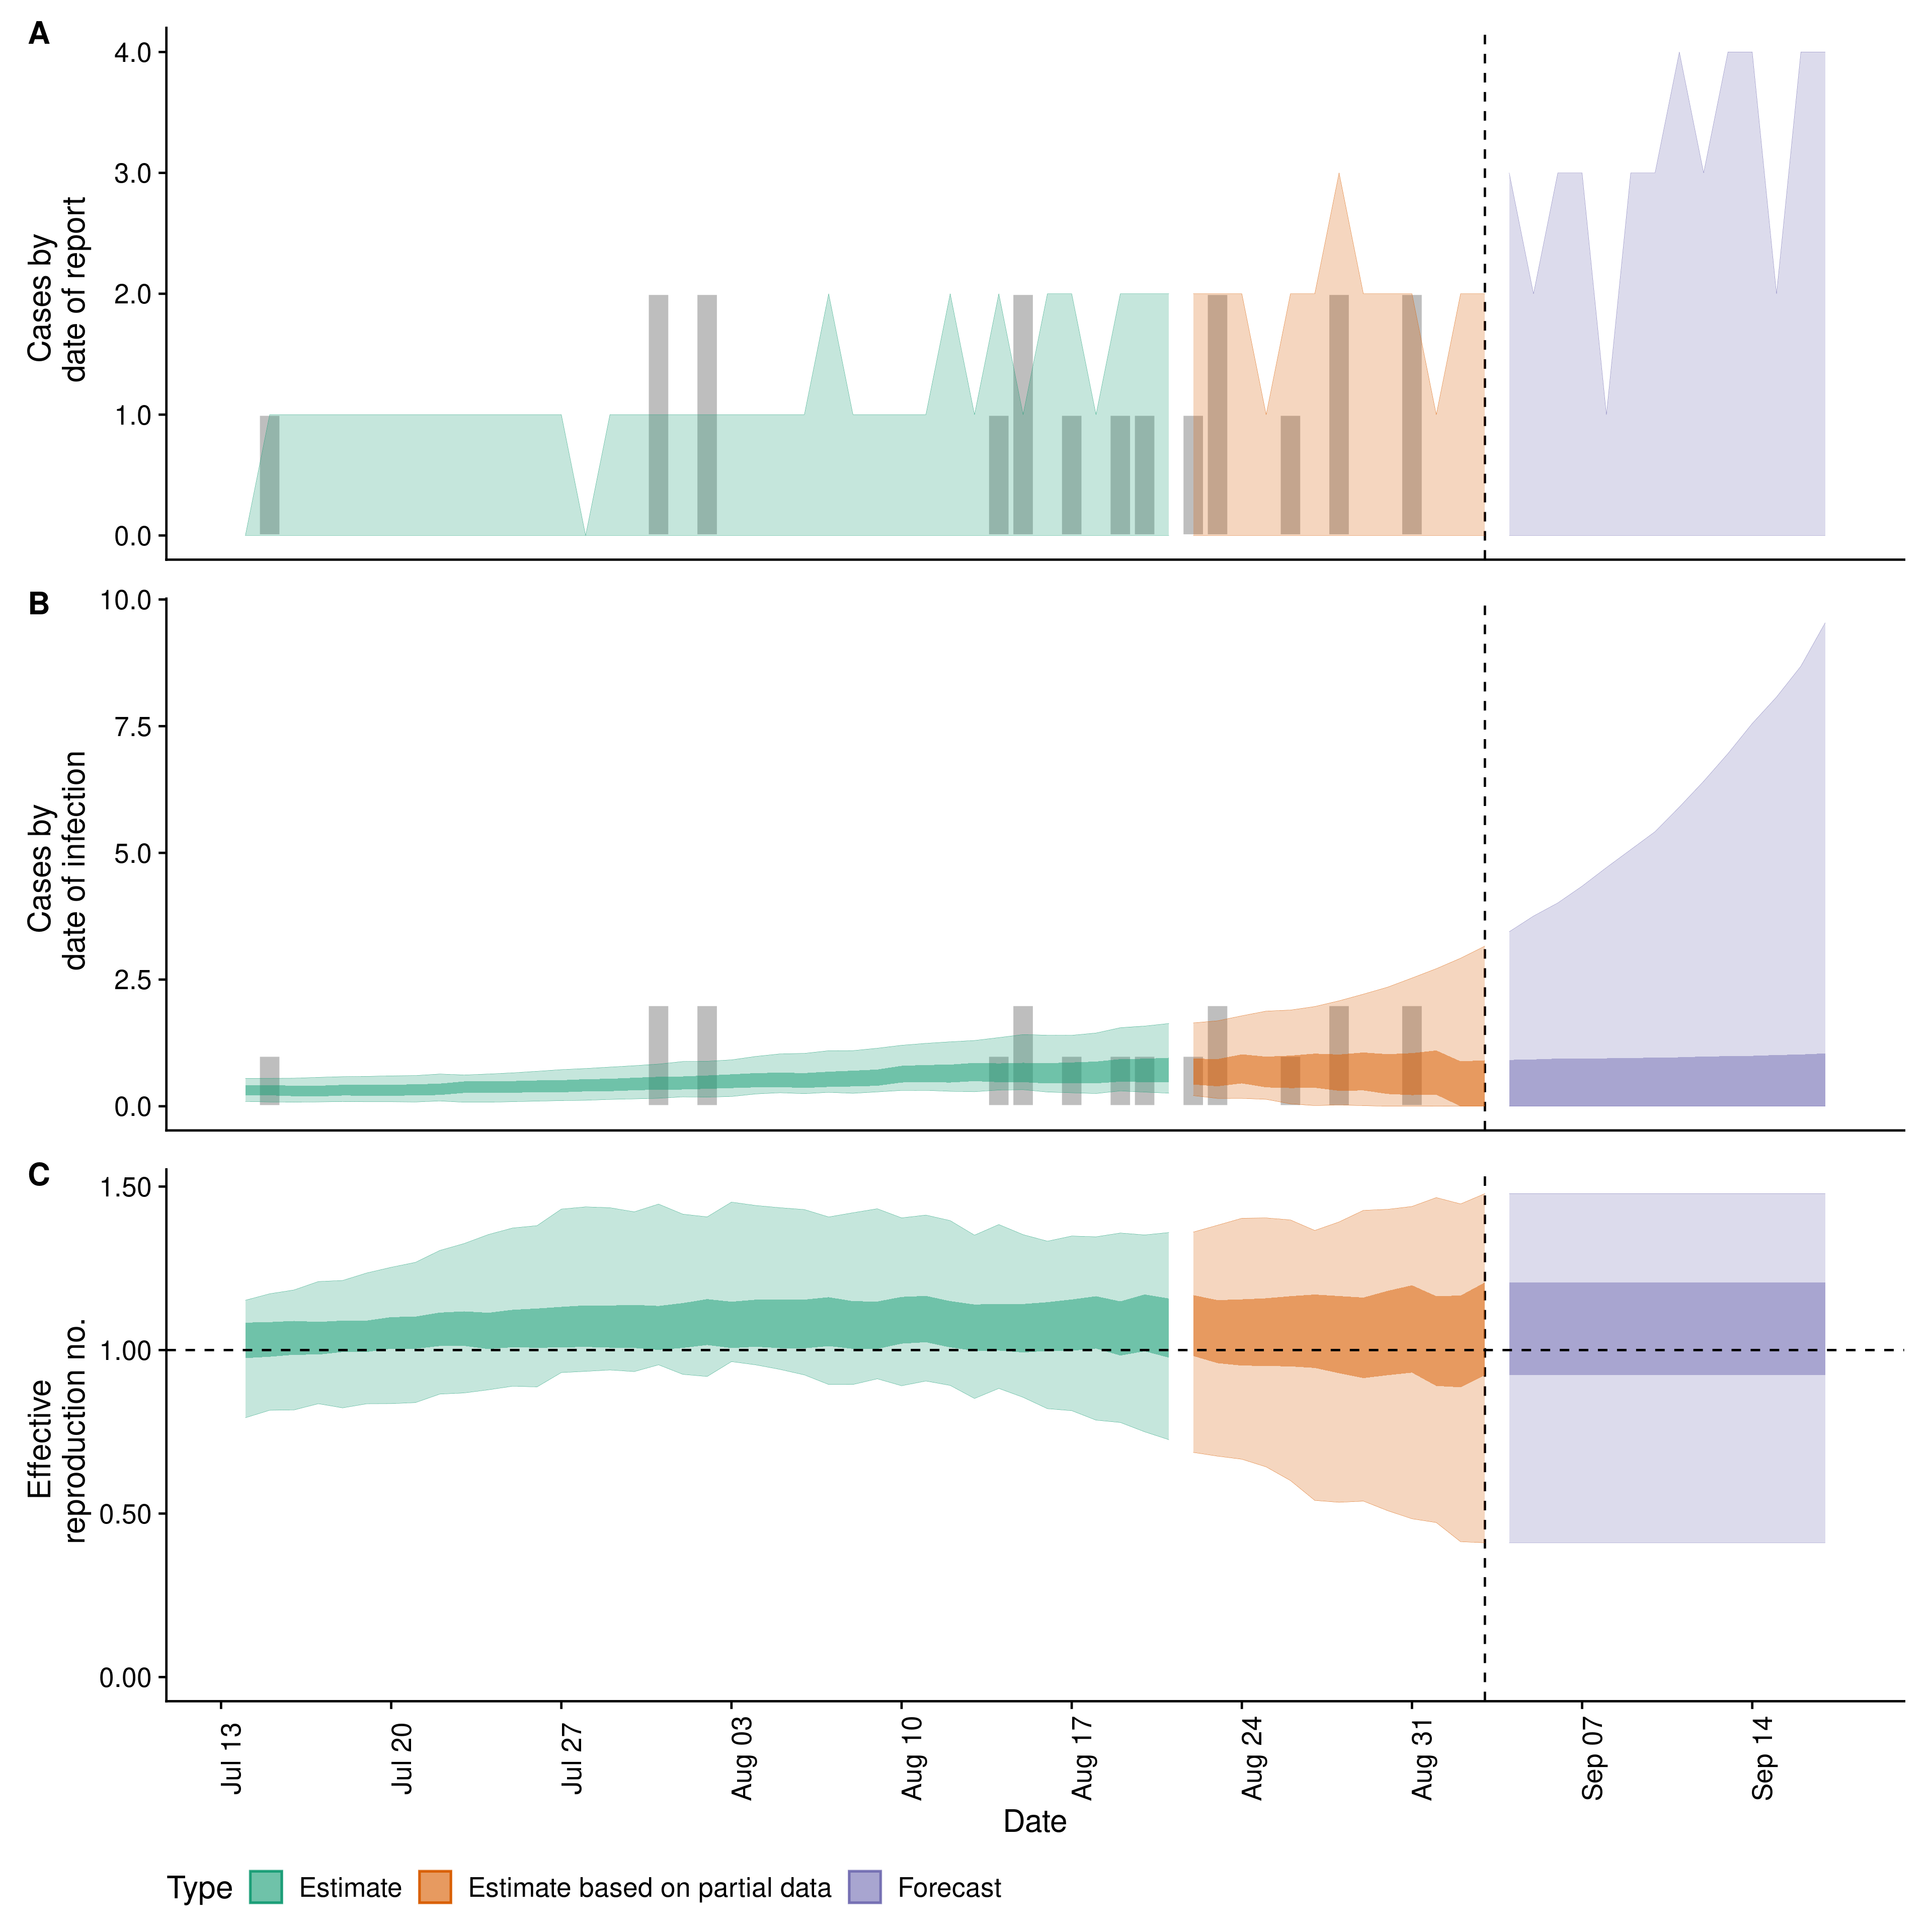 A
4.0
3.0
2.0
1.0
0.0
Cases by
date of report
B
10.0
7.5
5.0
2.5
0.0
Cases by
date of infection
C
1.50
1.00
0.50
0.00
Effective
reproduction no.
Jul 13
Jul 20
Jul 27
Aug 03
Aug 10
Aug 17
Aug 24
Aug 31
Sep 07
Sep 14
Date
Type Estimate Estimate based on partial data Forecast